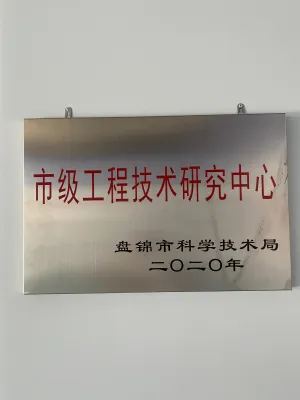 市级工程技术研究中心
盘锦市科学技术局
二〇二〇年